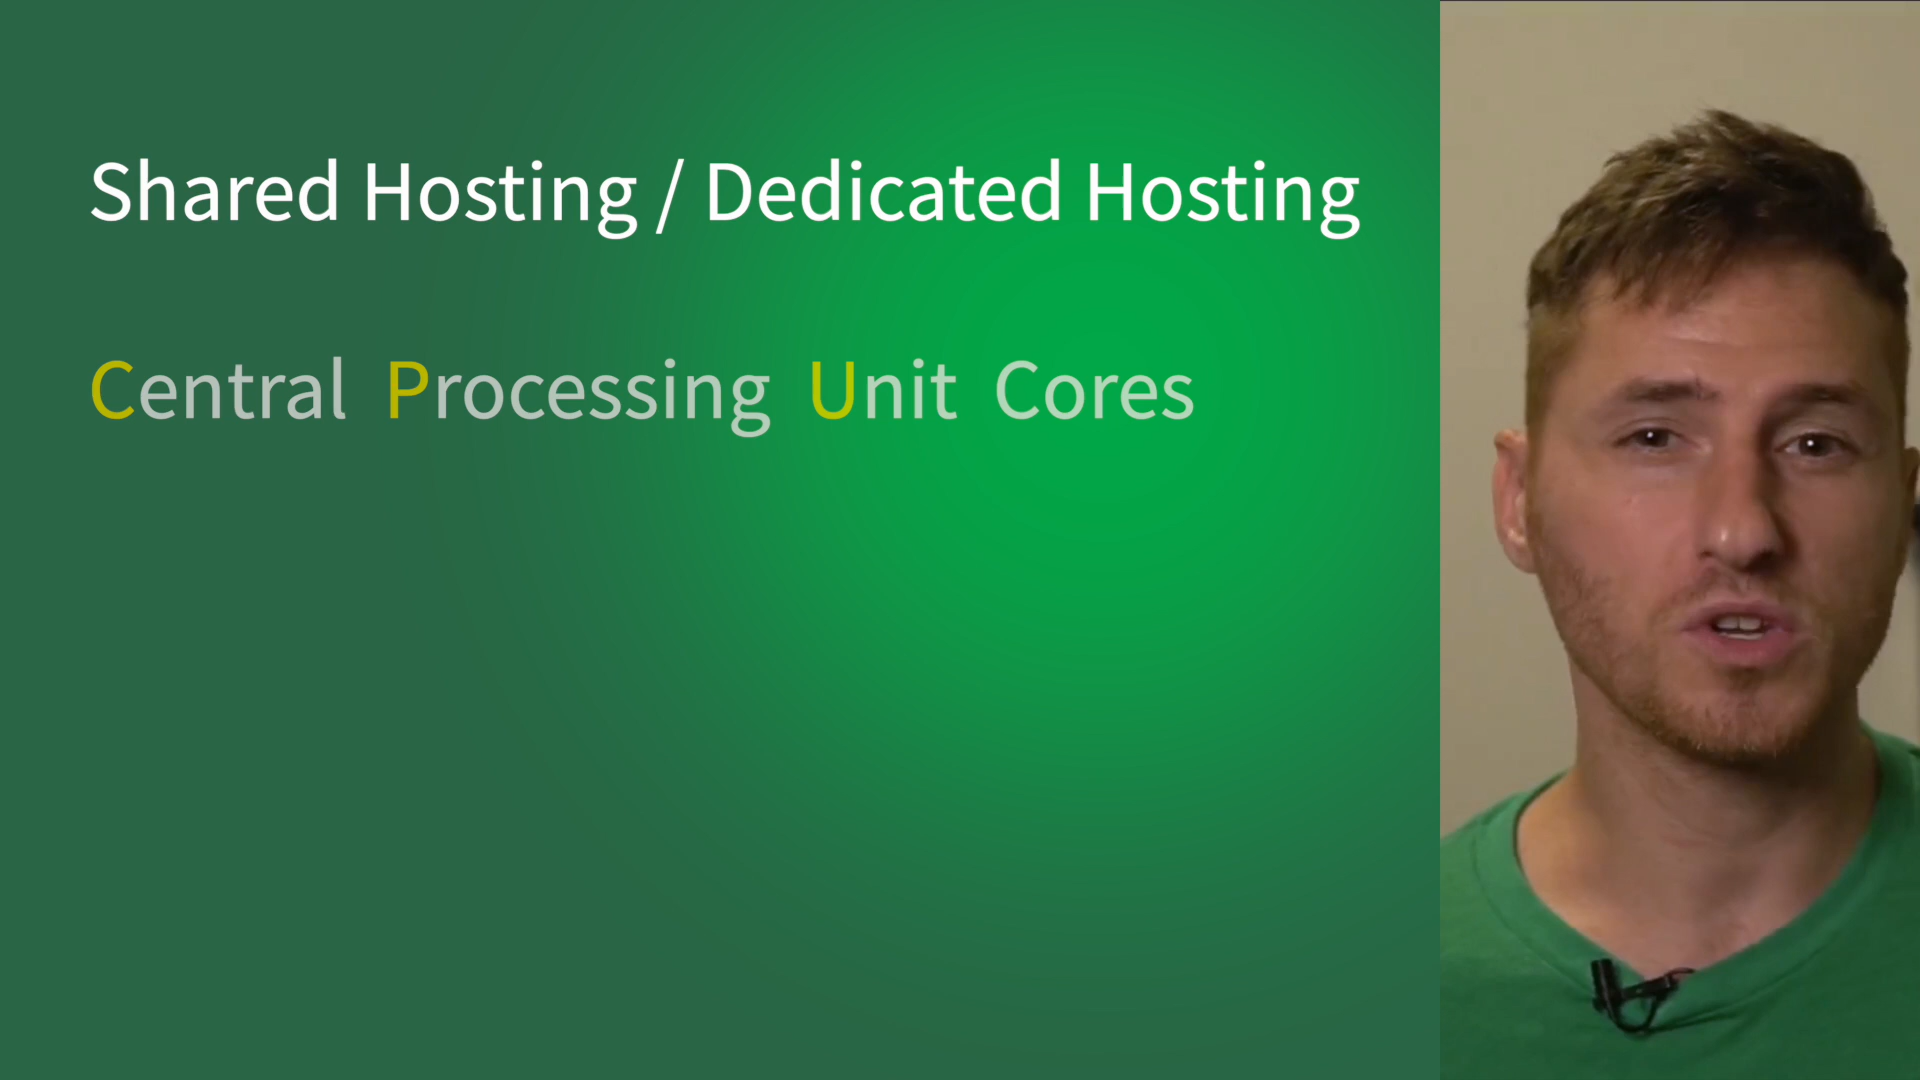 Shared Hosting / Dedicated Hosting
Central Processing Unit Cores